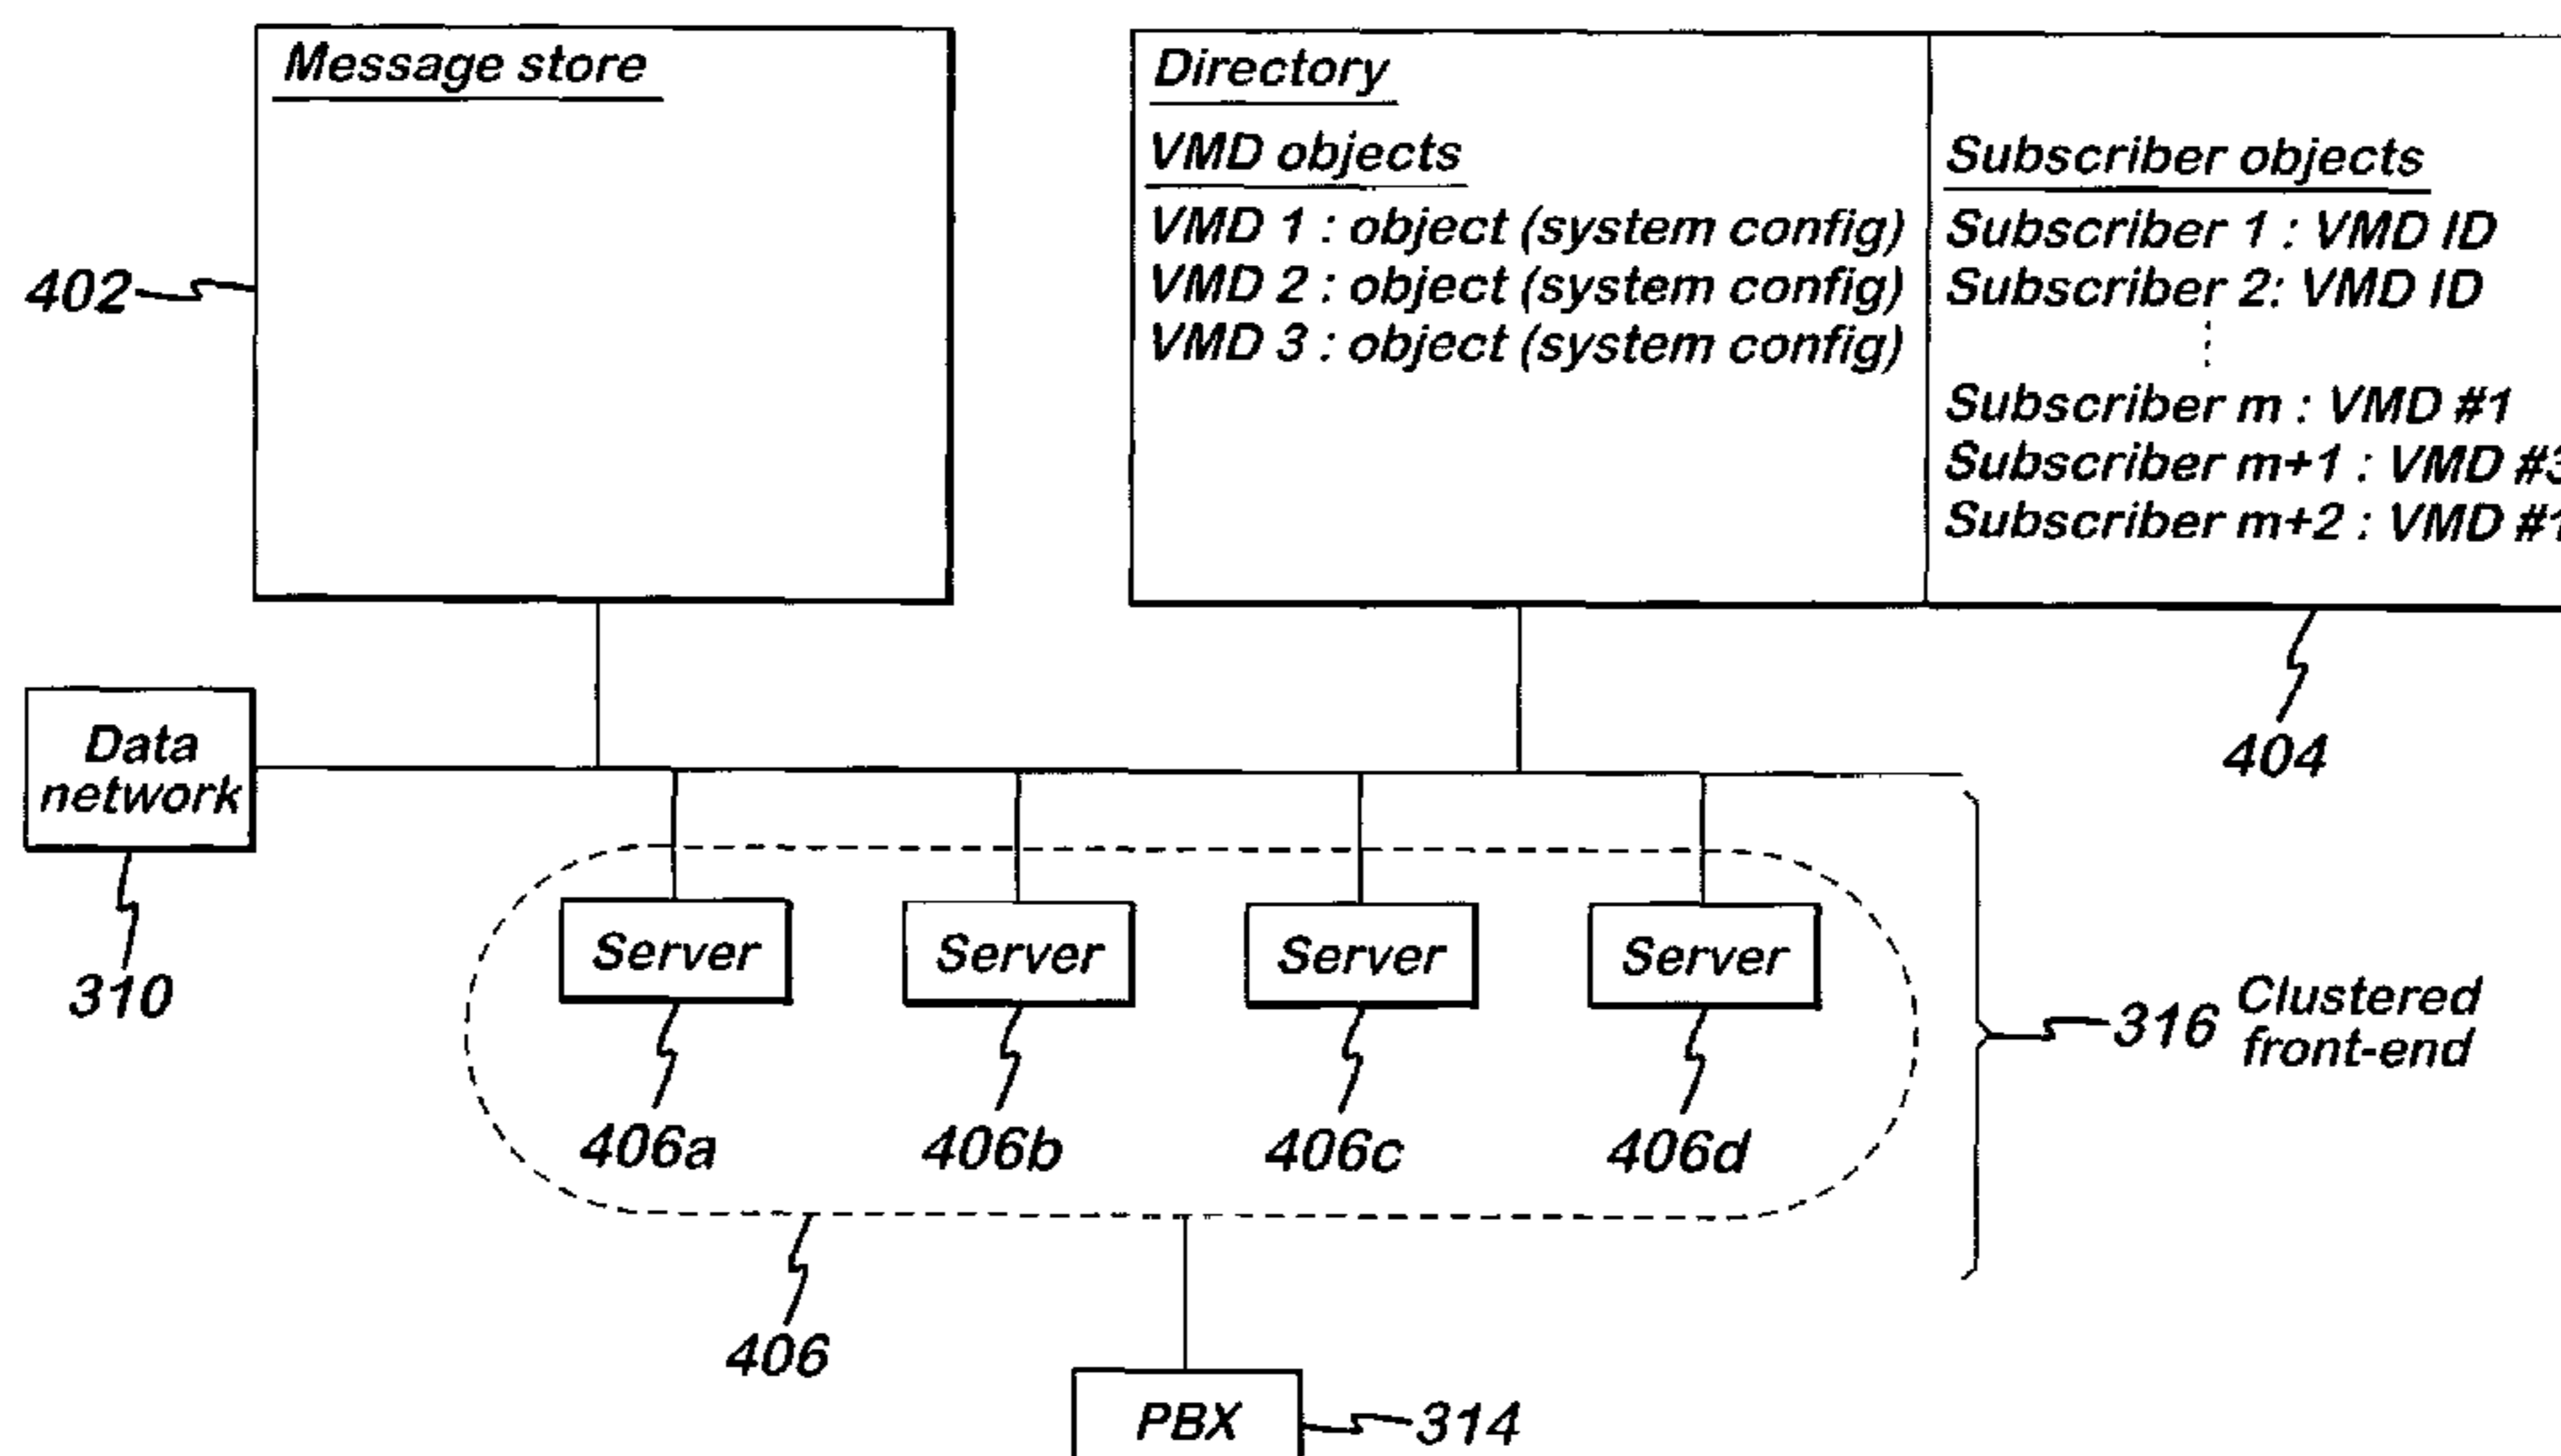 Message store
402
Directory
VMD objects
VMD 1 : object (system config)
VMD 2 : object (system config)
VMD 3 : object (system config)
Subscriber objects
Subscriber 1 : VMD ID
Subscriber 2: VMD ID
Subscriber m : VMD #1
Subscriber m+1 : VMD #3
Subscriber m+2 : VMD #1
404
Data
network
310
Server
Server
Server
Server
406a
406b
406c
406d
316 Clustered
front-end
406
PBX
314